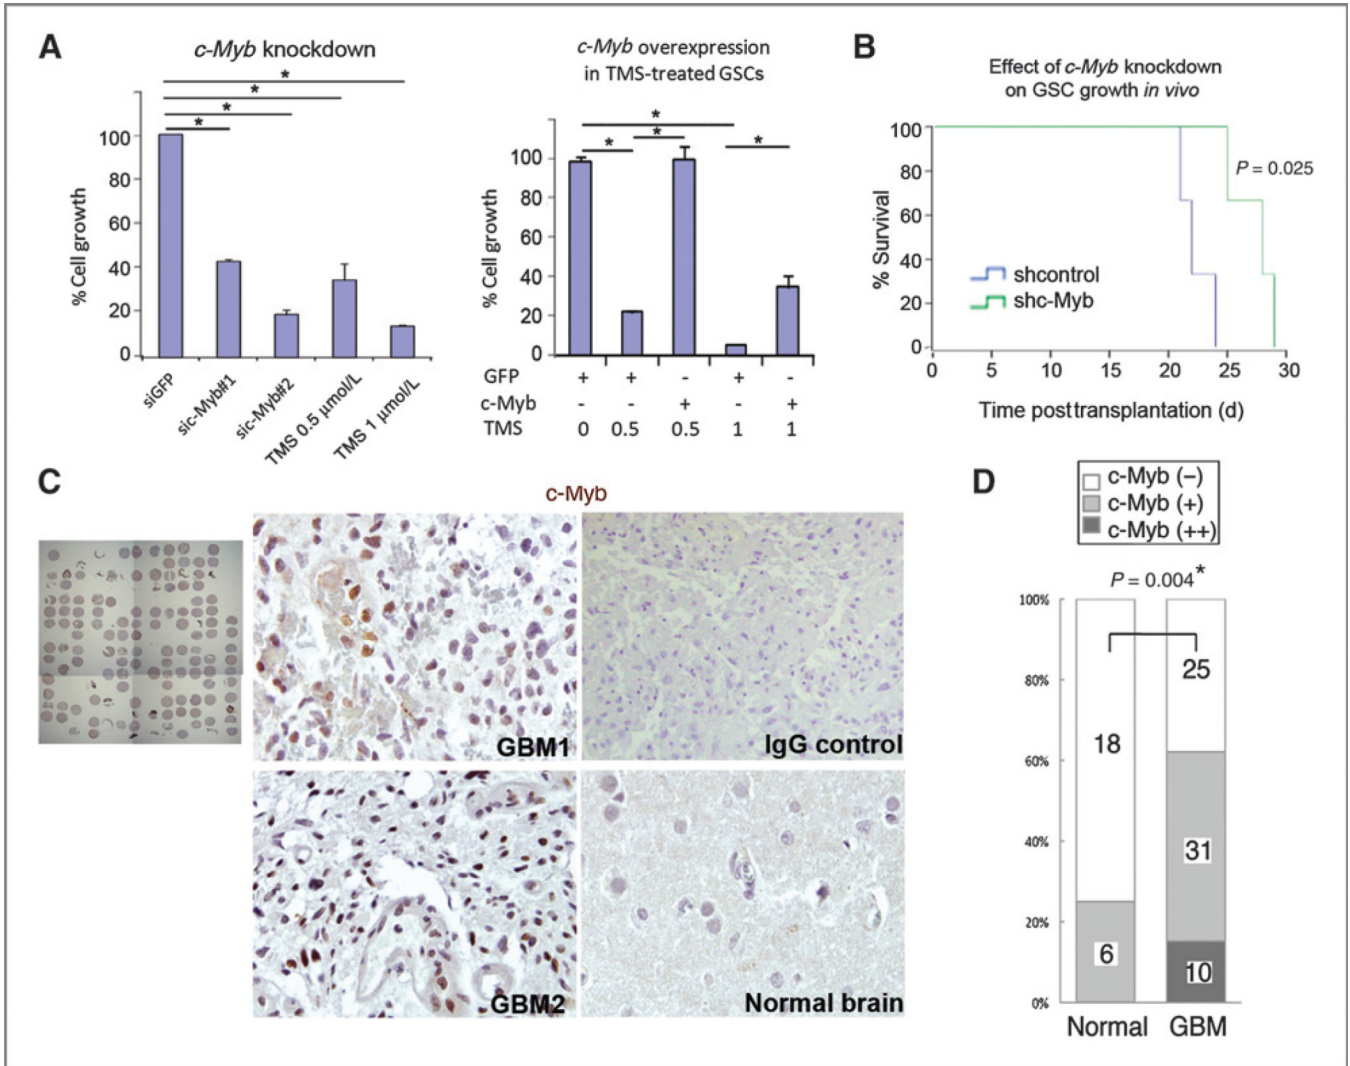 A
c-Myb knockdown
*
*
*
*
% Cell growth
100
80
60
40
20
0
siGFP
sic-Myb#1
sic-Myb#2
TMS 0.5 μmol/L
TMS 1 μmol/L
c-Myb overexpression
in TMS-treated GSCs
*
*
*
*
% Cell growth
100
80
60
40
20
0
GFP + + - + -
c-Myb - - + - +
TMS 0 0.5 0.5 1 1
B
Effect of c-Myb knockdown
on GSC growth in vivo
% Survival
100
80
60
40
20
0
P = 0.025
shcontrol
shc-Myb
0 5 10 15 20 25 30
Time posttransplantation (d)
C
c-Myb
GBM1
IgG control
GBM2
Normal brain
D
c-Myb (–)
c-Myb (+)
c-Myb (++)
P = 0.004*
100%
80%
60%
40%
20%
0%
18
6
25
31
10
Normal GBM